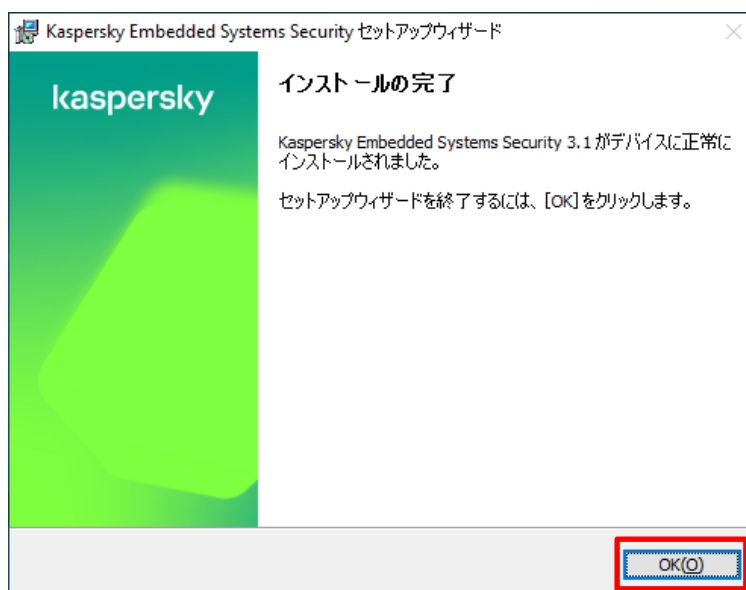 Kaspersky Embedded Systems Security セットアップウィザード
kaspersky
インストールの完了
Kaspersky Embedded Systems Security 3.1 がデバイスに正常に
インストールされました。
セットアップウィザードを終了するには、[OK] をクリックします。
OK(O)